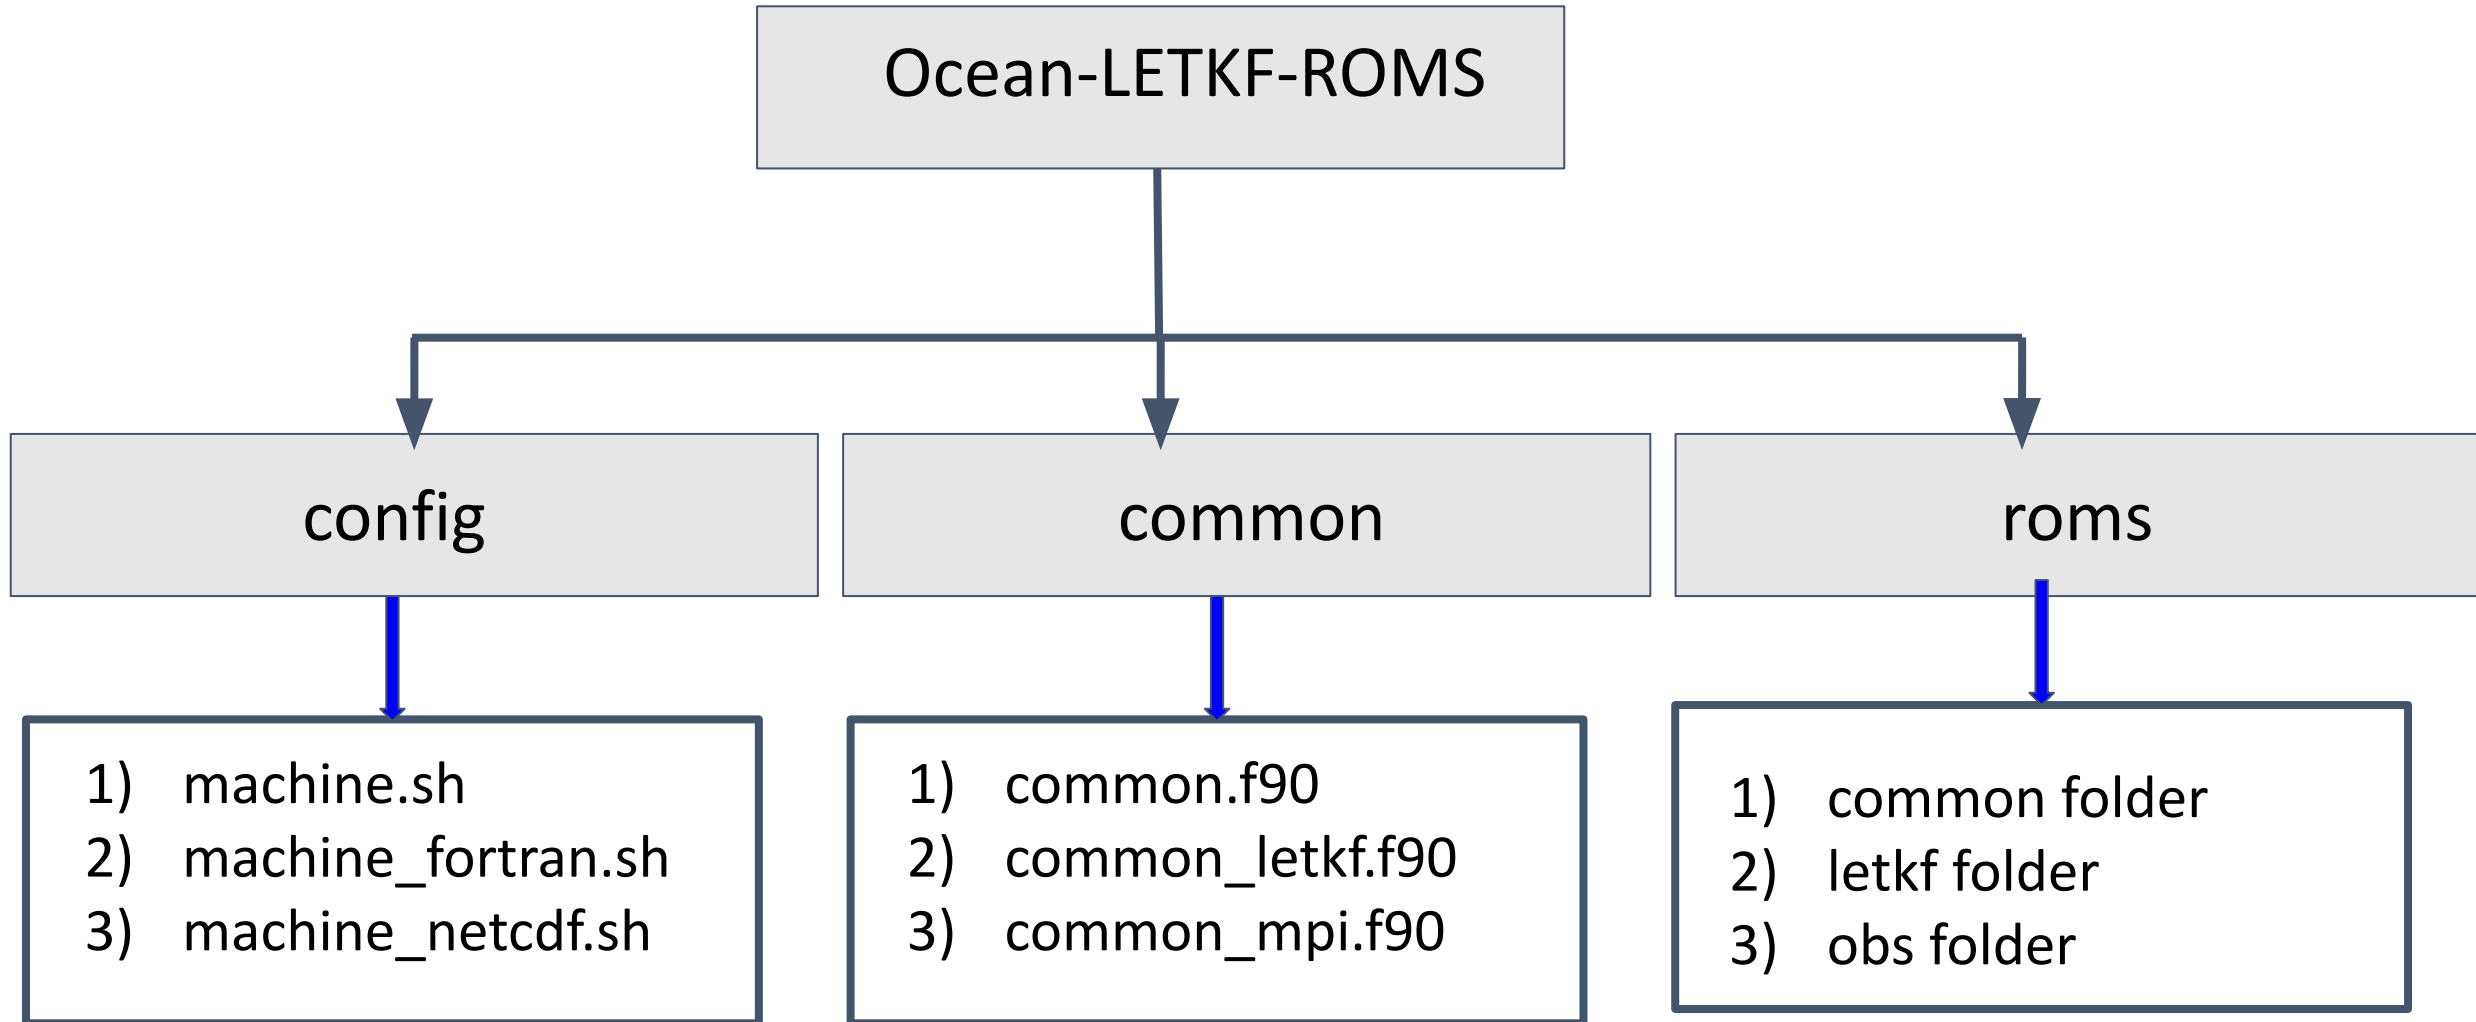 Ocean-LETKF-ROMS
config
common
roms
1) machine.sh
2) machine_fortran.sh
3) machine_netcdf.sh
1) common.f90
2) common_letkf.f90
3) common_mpi.f90
1) common folder
2) letkf folder
3) obs folder